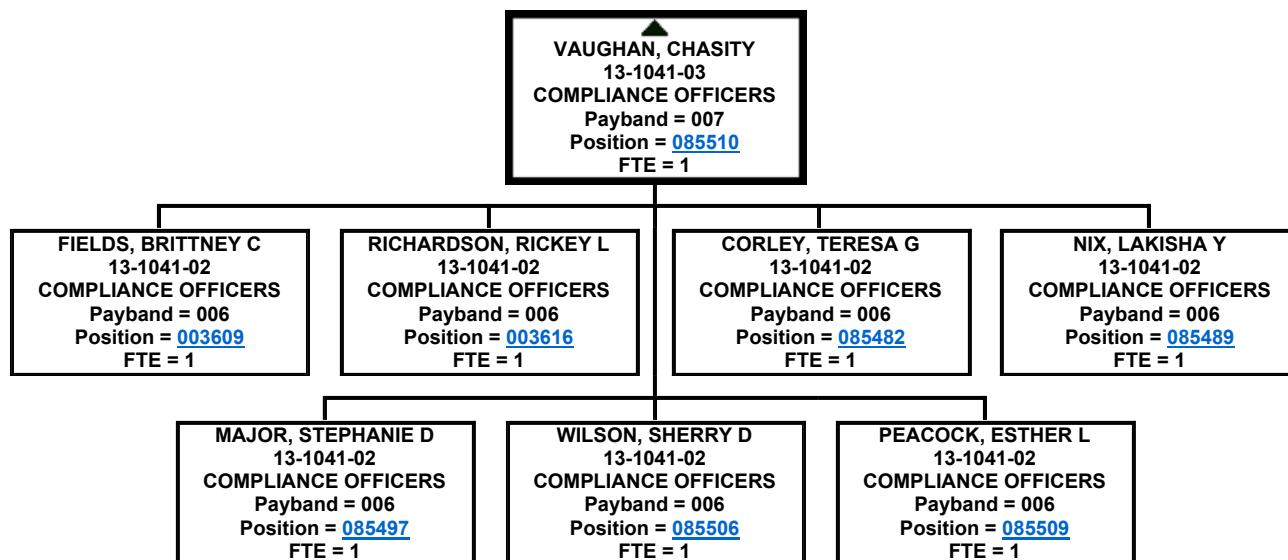 VAUGHAN, CHASITY
13-1041-03
COMPLIANCE OFFICERS
Payband = 007
Position = 085510
FTE = 1
FIELDS, BRITTNEY C
13-1041-02
COMPLIANCE OFFICERS
Payband = 006
Position = 003609
FTE = 1
RICHARDSON, RICKEY L
13-1041-02
COMPLIANCE OFFICERS
Payband = 006
Position = 003616
FTE = 1
CORLEY, TERESA G
13-1041-02
COMPLIANCE OFFICERS
Payband = 006
Position = 085482
FTE = 1
NIX, LAKISHA Y
13-1041-02
COMPLIANCE OFFICERS
Payband = 006
Position = 085489
FTE = 1
MAJOR, STEPHANIE D
13-1041-02
COMPLIANCE OFFICERS
Payband = 006
Position = 085497
FTE = 1
WILSON, SHERRY D
13-1041-02
COMPLIANCE OFFICERS
Payband = 006
Position = 085506
FTE = 1
PEACOCK, ESTHER L
13-1041-02
COMPLIANCE OFFICERS
Payband = 006
Position = 085509
FTE = 1